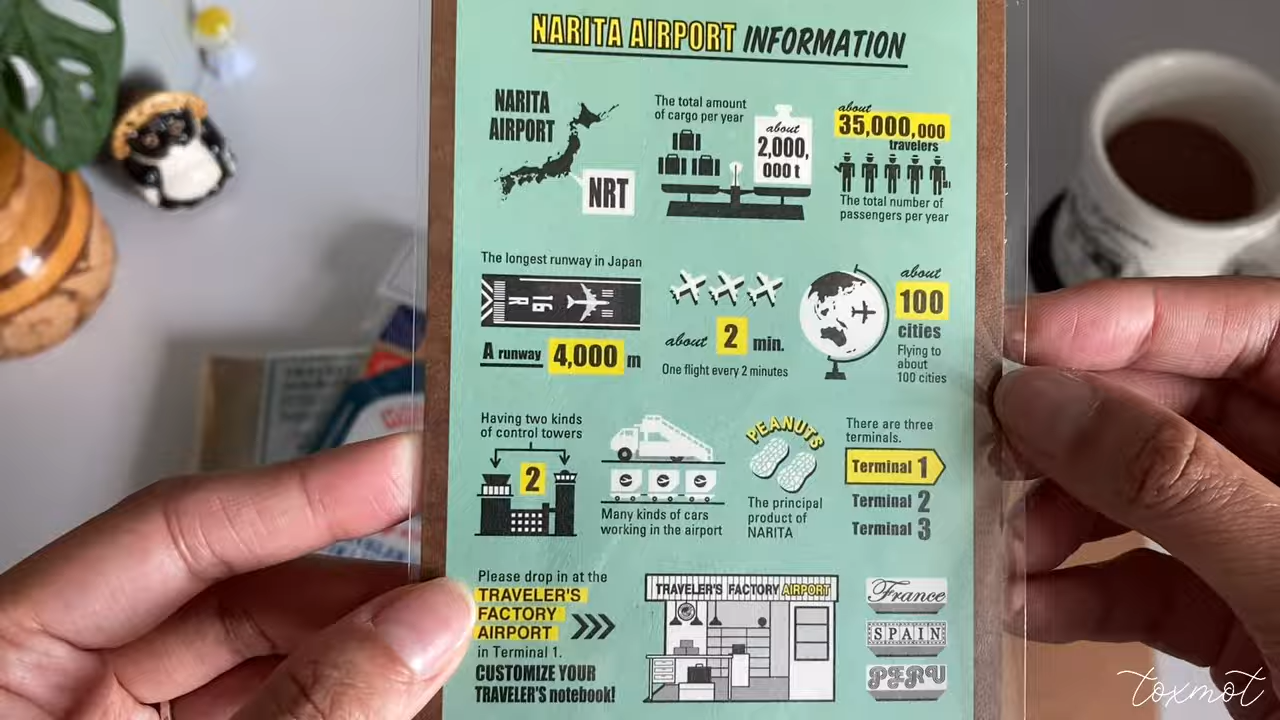 NARITA AIRPORT INFORMATION
NARITA
AIRPORT
NRT
The total amount
of cargo per year
about
2,000,
000 t
about
35,000,000
travelers
The total number of
passengers per year
The longest runway in Japan
16
R
A runway 4,000 m
about 2 min.
One flight every 2 minutes
about
100
cities
Flying to
about
100 cities
Having two kinds
of control towers
2
Many kinds of cars
working in the airport
PEANUTS
The principal
product of
NARITA
There are three
terminals.
Terminal 1
Terminal 2
Terminal 3
Please drop in at the
TRAVELER'S
FACTORY
AIRPORT
in Terminal 1.
CUSTOMIZE YOUR
TRAVELER'S notebook!
TRAVELER'S FACTORY AIRPORT
France
SPAIN
PERU
toxmot